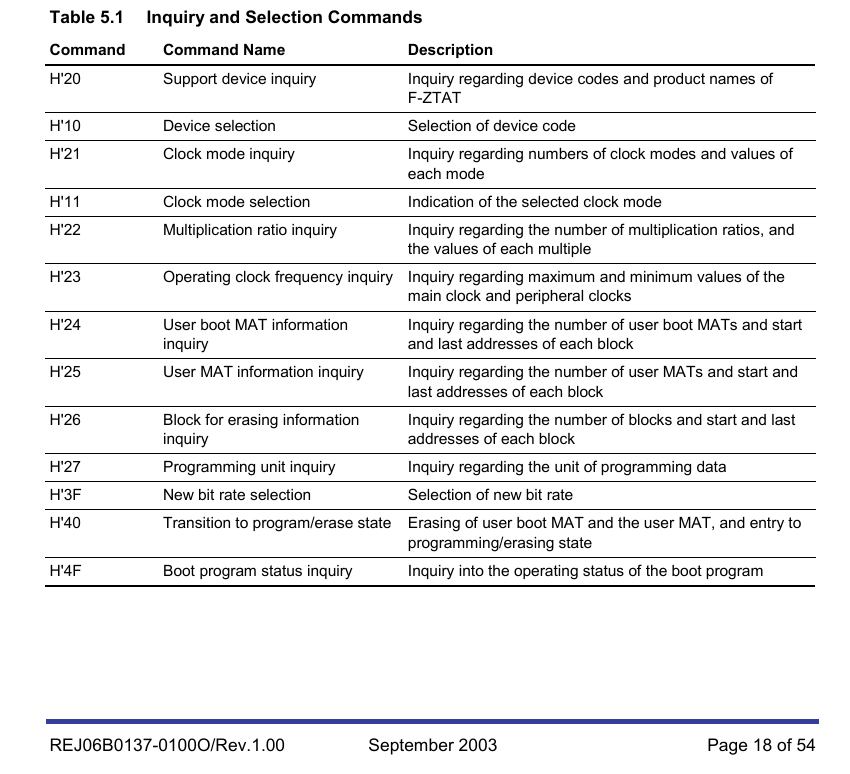 Table 5.1 Inquiry and Selection Commands
Command Command Name Description
H'20 Support device inquiry Inquiry regarding device codes and product names of
F-ZTAT
H'10 Device selection Selection of device code
H'21 Clock mode inquiry Inquiry regarding numbers of clock modes and values of
each mode
H'11 Clock mode selection Indication of the selected clock mode
H'22 Multiplication ratio inquiry Inquiry regarding the number of multiplication ratios, and
the values of each multiple
H'23 Operating clock frequency inquiry Inquiry regarding maximum and minimum values of the
main clock and peripheral clocks
H'24 User boot MAT information Inquiry regarding the number of user boot MATs and start
inquiry and last addresses of each block
H'25 User MAT information inquiry Inquiry regarding the number of user MATs and start and
last addresses of each block
H'26 Block for erasing information Inquiry regarding the number of blocks and start and last
inquiry addresses of each block
H'27 Programming unit inquiry Inquiry regarding the unit of programming data
H'3F New bit rate selection Selection of new bit rate
H'40 Transition to program/erase state Erasing of user boot MAT and the user MAT, and entry to
programming/erasing state
H'4F Boot program status inquiry Inquiry into the operating status of the boot program
REJ06B0137-0100O/Rev.1.00 September 2003 Page 18 of 54